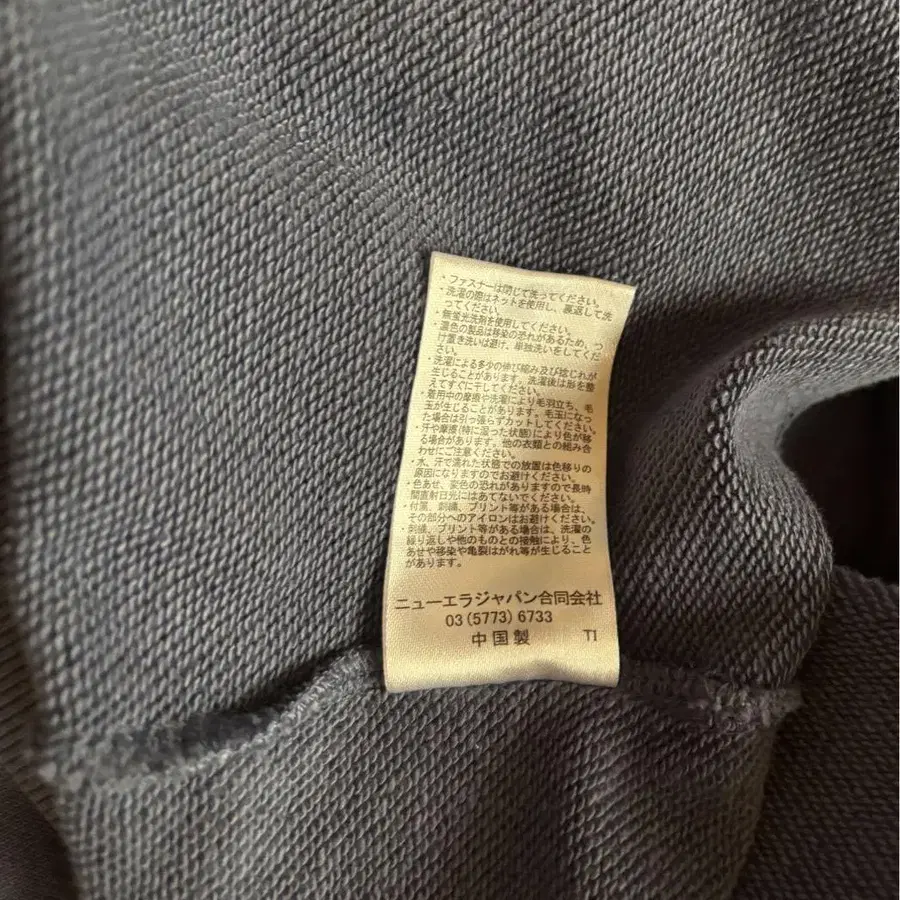 ・ファスナーは閉じて洗ってください。
・洗濯の際はネットを使用し、裏返して洗
ってください。
・無蛍光洗剤を使用してください。
・濃色の製品は移染の恐れがあるため、つ
け置き洗いは避け、単独洗いをしてくだ
さい。
・洗濯による多少の伸び縮み及び捻じれが
生じることがあります。洗濯後は形を整
えてすぐに干してください。
・着用中の摩擦や洗濯により毛羽立ち、毛
玉が生じることがあります。毛玉になっ
た場合は引っ張らずカットしてください。
・汗や摩擦(特に湿った状態)により色が移
る場合があります。他の衣類との組み合
わせにご注意ください。
・水、汗で濡れた状態での放置は色移りの
原因になりますのでお避けください。
・色あせ、変色の恐れがありますので長時
間直射日光にはあてないでください。
・付属、刺繍、プリント等がある場合は、
その部分へのアイロンはお避けください。
・刺繍、プリント等がある場合は、洗濯の
繰り返しや他のものとの接触により、色
あせや移染や亀裂はがれ等が生じること
があります。
ニューエラジャパン合同会社
03(5773)6733
中国製 TI